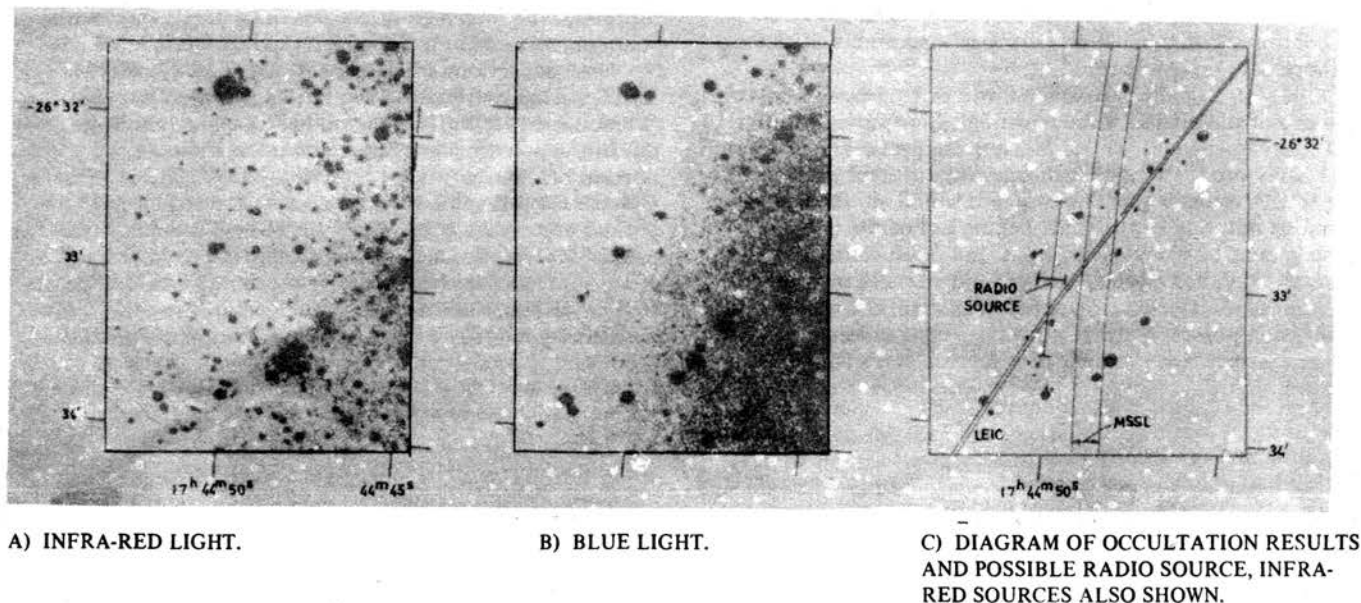 -26° 32'
33'
34'
17ʰ 44ᵐ 50ˢ
44ᵐ 45ˢ
RADIO
SOURCE
LEIC
MSSL
-26° 32'
33'
34'
17ʰ 44ᵐ 50ˢ
A) INFRA-RED LIGHT.
B) BLUE LIGHT.
C) DIAGRAM OF OCCULTATION RESULTS
AND POSSIBLE RADIO SOURCE, INFRA-
RED SOURCES ALSO SHOWN.